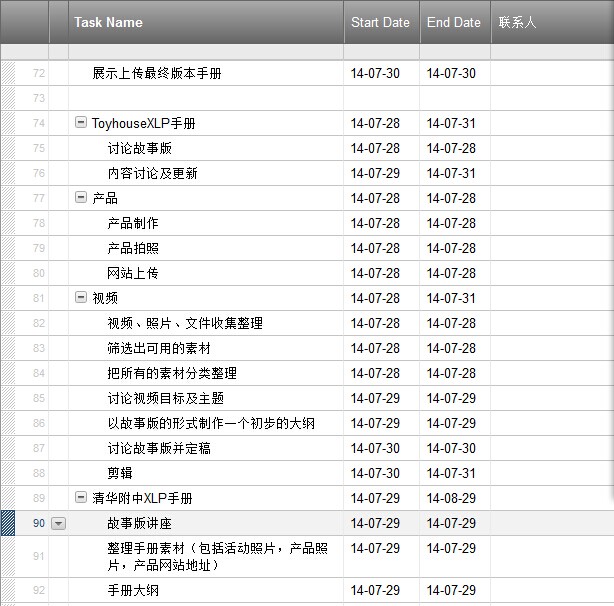 Task Name Start Date End Date 联系人
72 展示上传最终版本手册 14-07-30 14-07-30
73
74 ToyhouseXLP手册 14-07-28 14-07-31
75 讨论故事版 14-07-28 14-07-28
76 内容讨论及更新 14-07-29 14-07-31
77 产品 14-07-28 14-07-28
78 产品制作 14-07-28 14-07-28
79 产品拍照 14-07-28 14-07-28
80 网站上传 14-07-28 14-07-28
81 视频 14-07-28 14-07-31
82 视频、照片、文件收集整理 14-07-28 14-07-28
83 筛选出可用的素材 14-07-28 14-07-28
84 把所有的素材分类整理 14-07-28 14-07-28
85 讨论视频目标及主题 14-07-29 14-07-29
86 以故事版的形式制作一个初步的大纲 14-07-29 14-07-29
87 讨论故事版并定稿 14-07-30 14-07-30
88 剪辑 14-07-30 14-07-31
89 清华附中XLP手册 14-07-29 14-08-29
90 故事版讲座 14-07-29 14-07-29
91 整理手册素材（包括活动照片，产品照 14-07-29 14-07-29
片，产品网站地址）
92 手册大纲 14-07-29 14-07-29